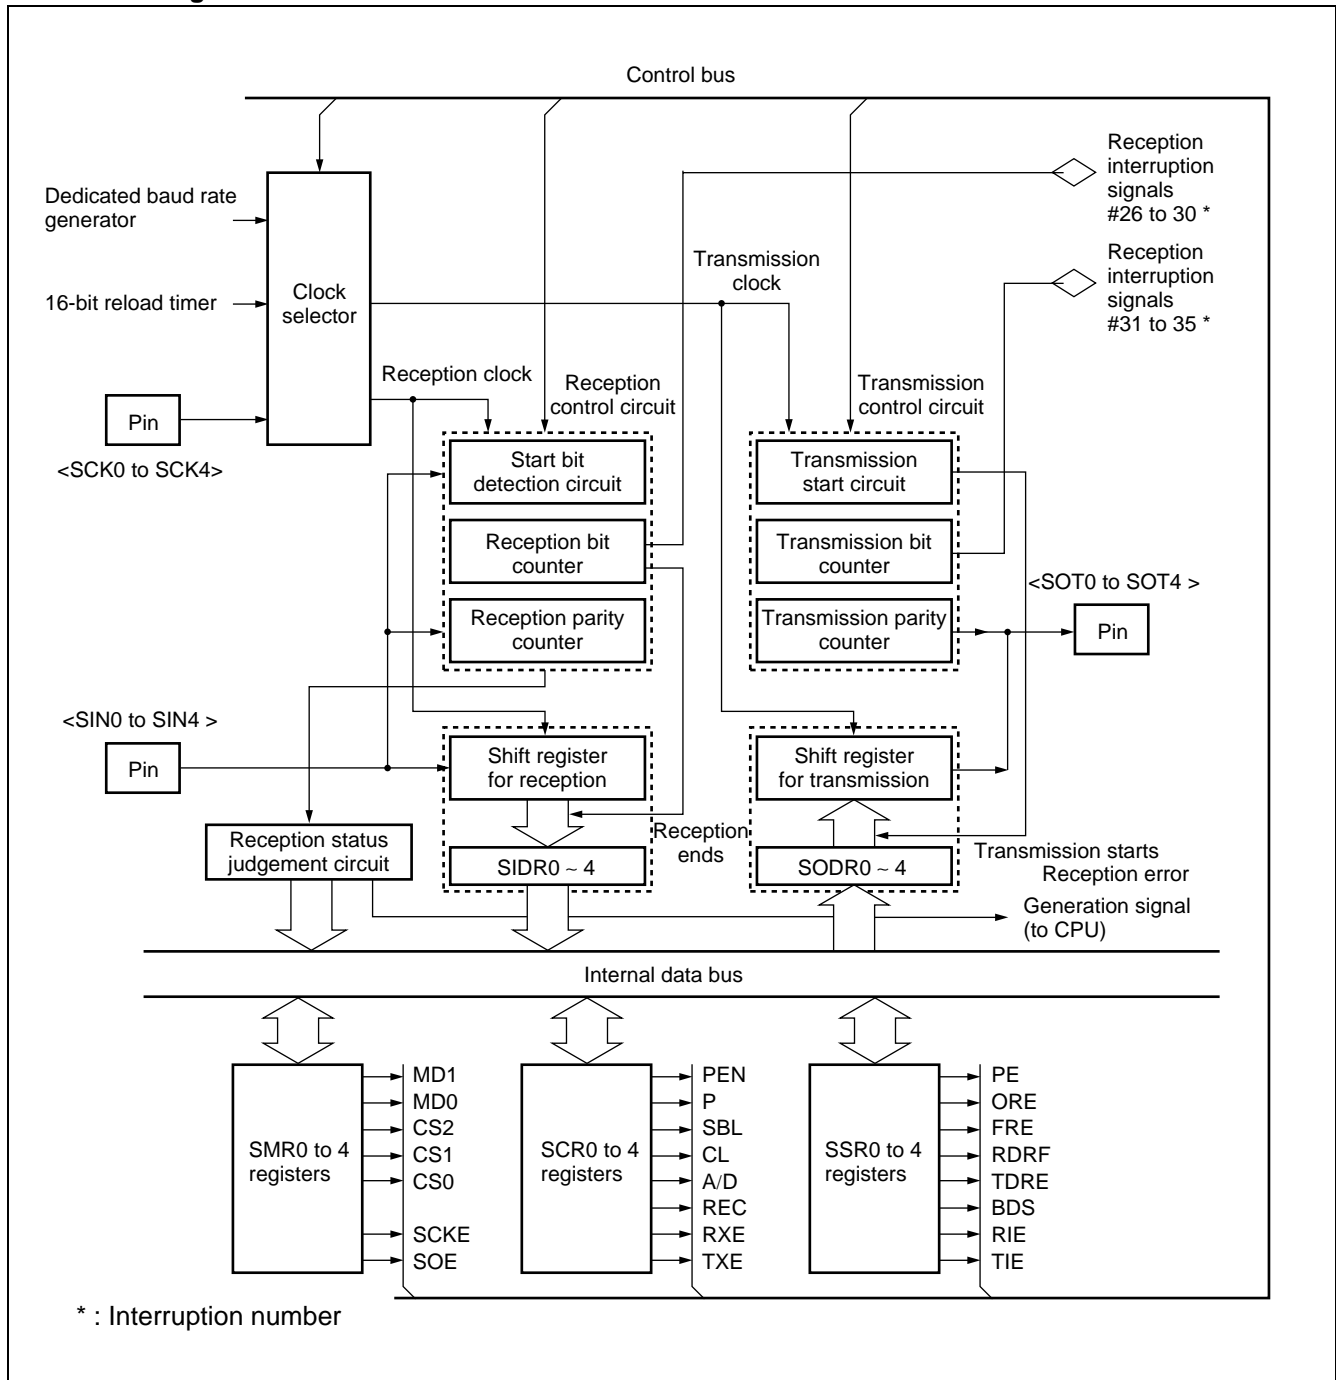 Control bus
Reception
interruption
signals
#26 to 30 *
Dedicated baud rate
generator
Reception
interruption
signals
#31 to 35 *
Transmission
clock
16-bit reload timer
Clock
selector
Reception clock
Reception
control circuit
Transmission
control circuit
Pin
<SCK0 to SCK4>
Start bit
detection circuit
Transmission
start circuit
Reception bit
counter
Transmission bit
counter
<SOT0 to SOT4 >
Reception parity
counter
Transmission parity
counter
Pin
<SIN0 to SIN4 >
Pin
Shift register
for reception
Shift register
for transmission
Reception status
judgement circuit
Reception
ends
SIDR0 ~ 4
SODR0 ~ 4
Transmission starts
Reception error
Generation signal
(to CPU)
Internal data bus
SMR0 to 4
registers
MD1
MD0
CS2
CS1
CS0
SCKE
SOE
SCR0 to 4
registers
PEN
P
SBL
CL
A/D
REC
RXE
TXE
SSR0 to 4
registers
PE
ORE
FRE
RDRF
TDRE
BDS
RIE
TIE
* : Interruption number